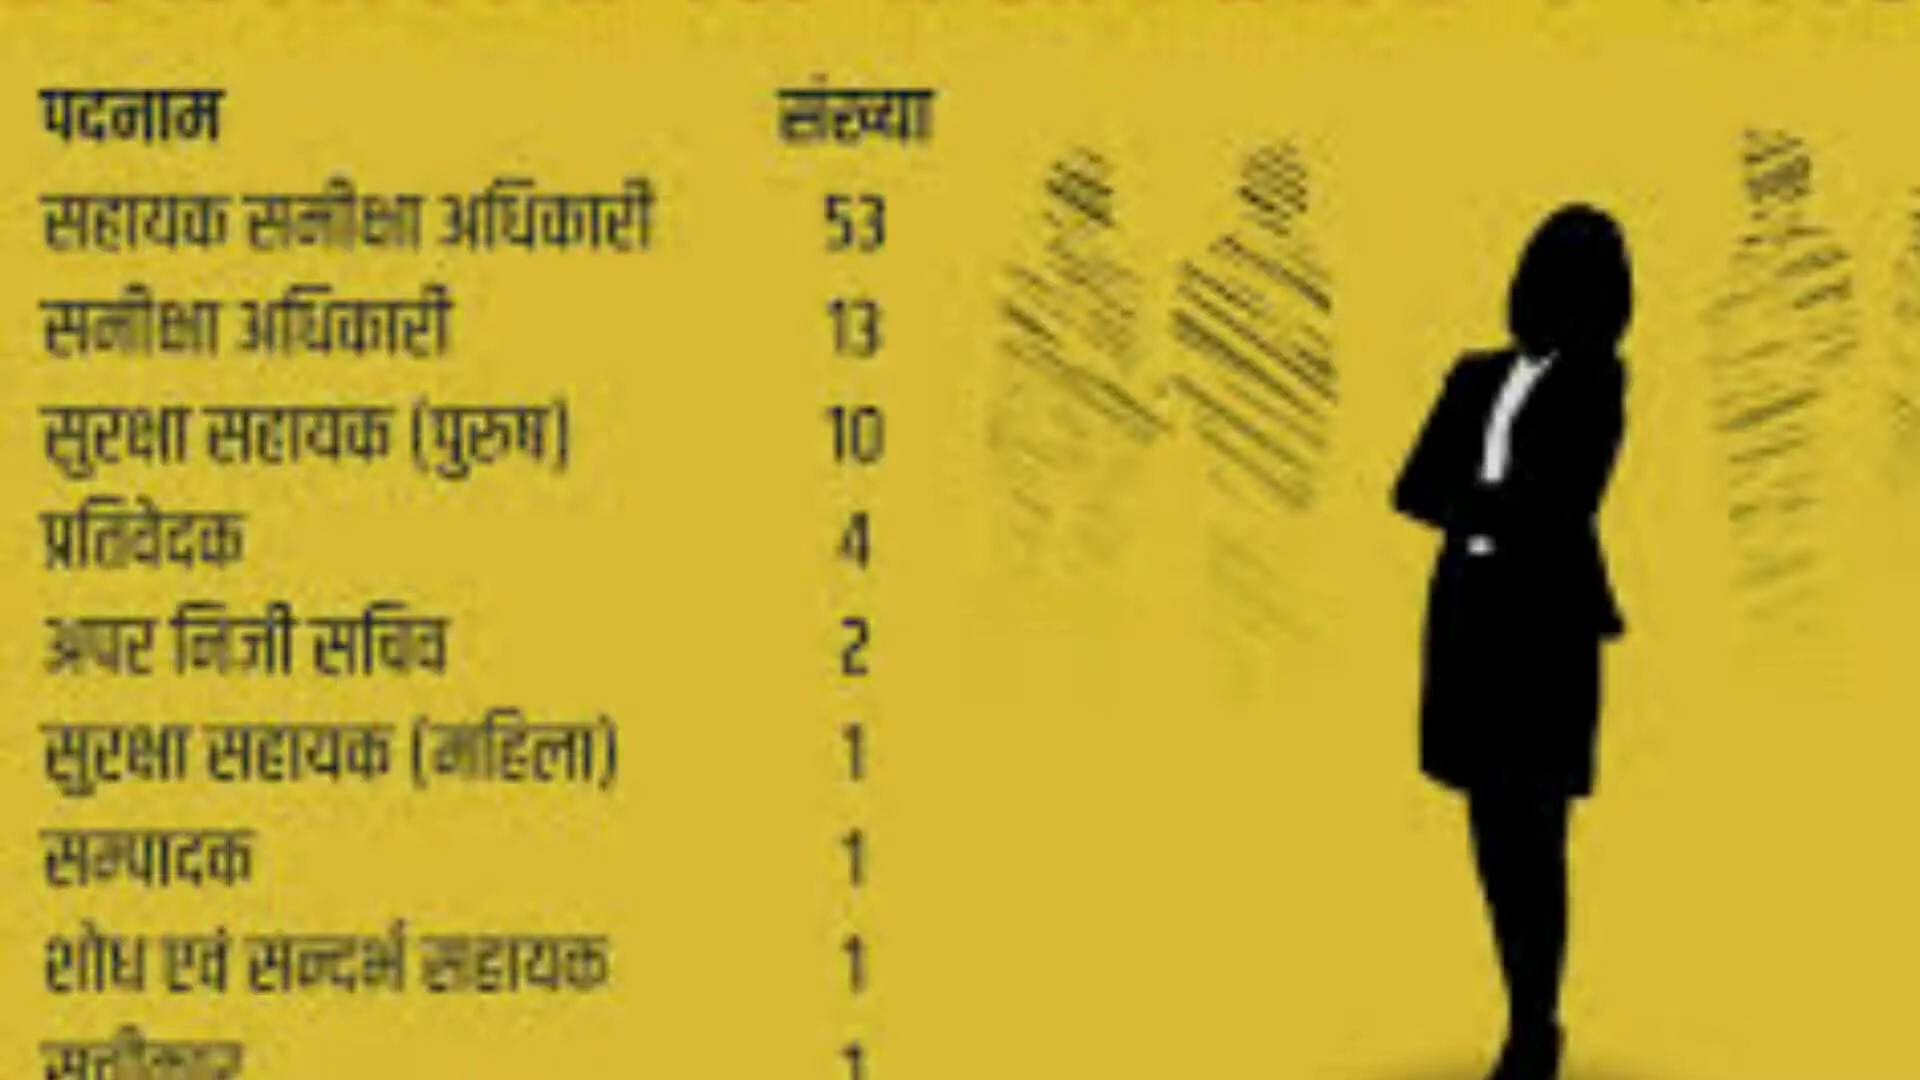 पदनाम संख्या
सहायक समीक्षा अधिकारी 53
समीक्षा अधिकारी 13
सुरक्षा सहायक (पुरुष) 10
प्रतिवेदक 4
अपर निजी सचिव 2
सुरक्षा सहायक (महिला) 1
सम्पादक 1
शोध एवं सन्दर्भ सहायक 1
सूचीकार 1